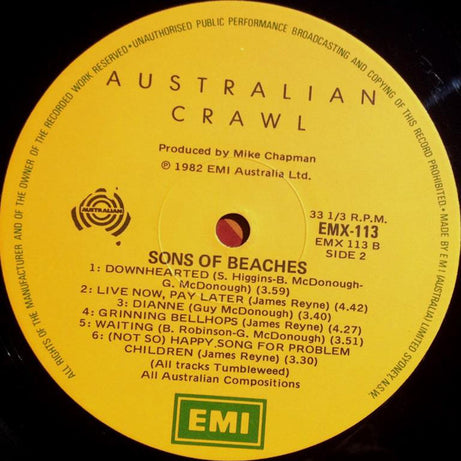 ALL RIGHTS OF THE MANUFACTURER AND OF THE OWNER OF THE RECORDED WORK RESERVED • UNAUTHORISED PUBLIC PERFORMANCE BROADCASTING AND COPYING OF THIS RECORD PROHIBITED • MADE BY E M I (AUSTRALIA) LIMITED SYDNEY, N.S.W.
AUSTRALIAN
CRAWL
Produced by Mike Chapman
℗ 1982 EMI Australia Ltd.
AUSTRALIAN
33 1/3 R.P.M.
EMX-113
EMX 113 B
SIDE 2
SONS OF BEACHES
1: DOWNHEARTED (S. Higgins-B. McDonough-
G. McDonough) (3.59)
2: LIVE NOW, PAY LATER (James Reyne) (4.42)
3: DIANNE (Guy McDonough) (3.40)
4: GRINNING BELLHOPS (James Reyne) (4.27)
5: WAITING (B. Robinson-G. McDonough) (3.51)
6: (NOT SO) HAPPY SONG FOR PROBLEM
CHILDREN (James Reyne) (3.30)
(All tracks Tumbleweed)
All Australian Compositions
EMI